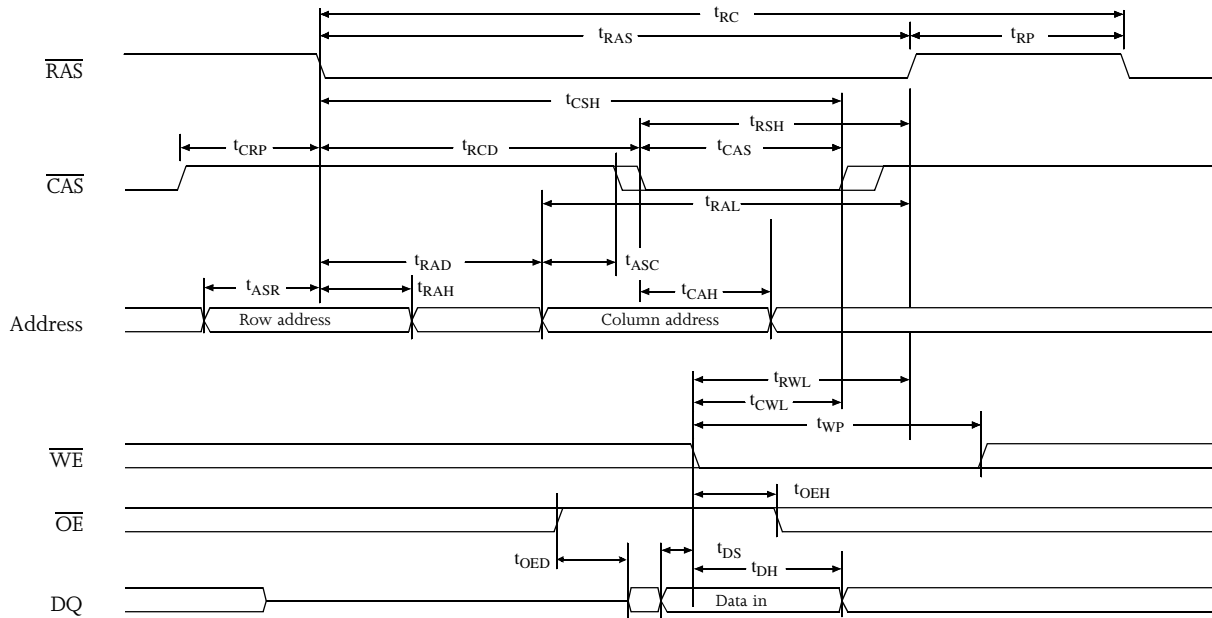 tRC
tRAS
tRP
RAS
tCSH
tRSH
tCRP
tRCD
tCAS
CAS
tRAL
tRAD
tASC
tASR
tRAH
tCAH
Address
Row address
Column address
tRWL
tCWL
tWP
WE
tOEH
OE
tOED
tDS
tDH
DQ
Data in